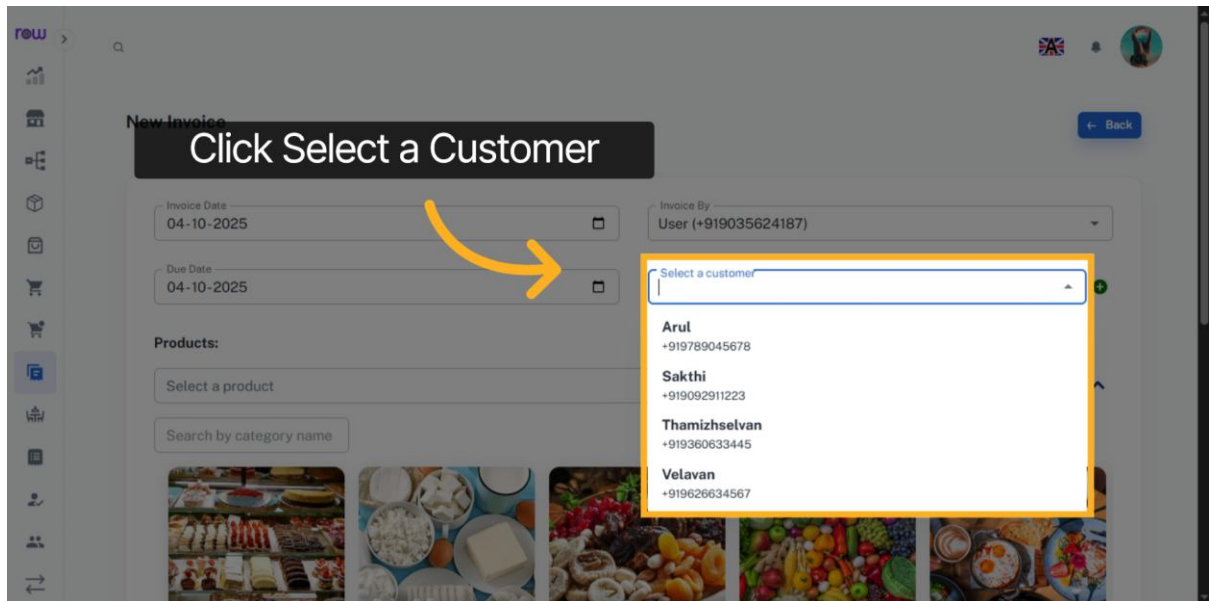 row
New Invoice
← Back
Click Select a Customer
Invoice Date
04-10-2025
Invoice By
User (+919035624187)
Due Date
04-10-2025
Select a customer
Arul
+919789045678
Sakthi
+919092911223
Thamizhselvan
+919360633445
Velavan
+919626634567
Products:
Select a product
Search by category name